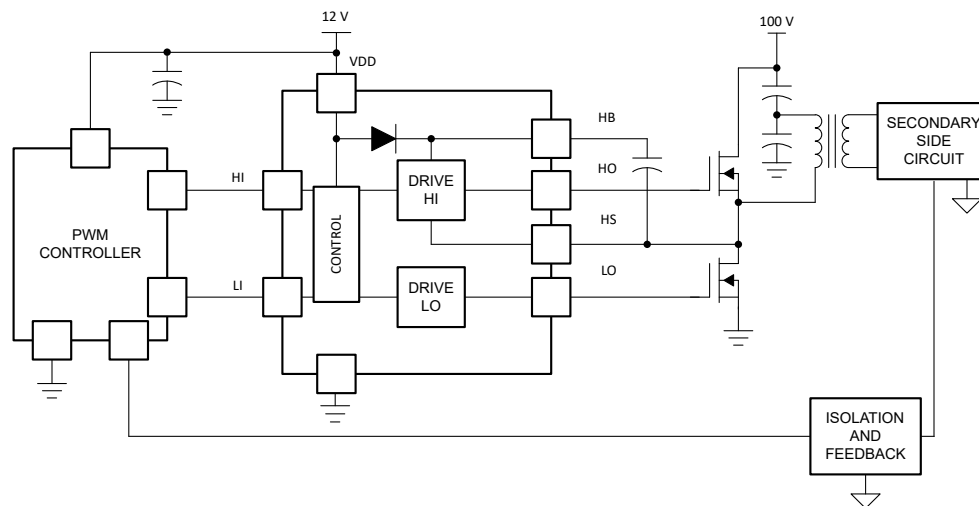 12 V
100 V
VDD
HB
SECONDARY
SIDE
CIRCUIT
HI
DRIVE
HI
HO
PWM
CONTROLLER
CONTROL
HS
LI
DRIVE
LO
LO
ISOLATION
AND
FEEDBACK